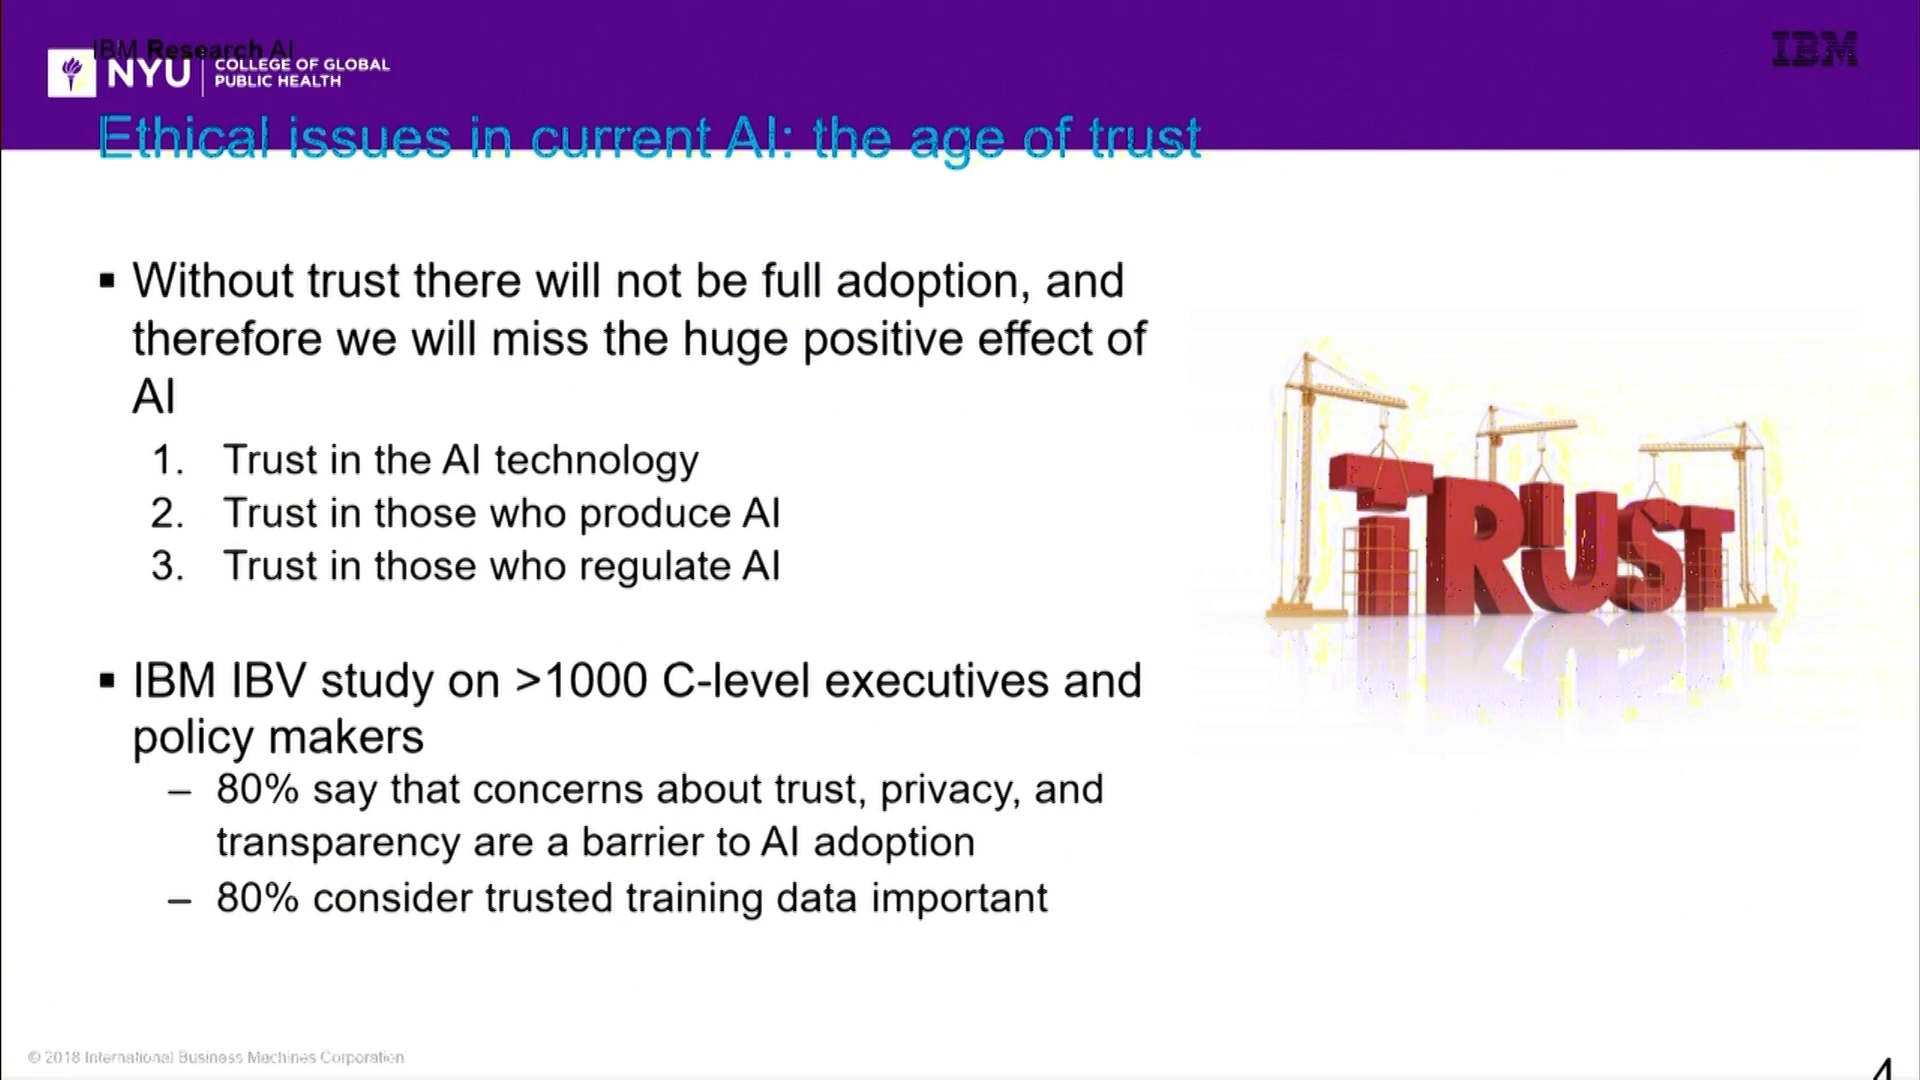 IBM Research AI
IBM
NYU
COLLEGE OF GLOBAL
PUBLIC HEALTH
Ethical issues in current AI: the age of trust
▪ Without trust there will not be full adoption, and
therefore we will miss the huge positive effect of
AI
1. Trust in the AI technology
2. Trust in those who produce AI
3. Trust in those who regulate AI
TRUST
▪ IBM IBV study on >1000 C-level executives and
policy makers
– 80% say that concerns about trust, privacy, and
transparency are a barrier to AI adoption
– 80% consider trusted training data important
© 2018 International Business Machines Corporation
4